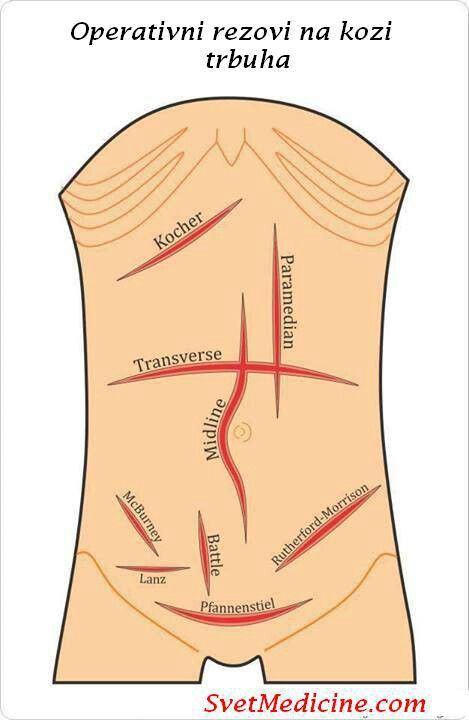 Operativni rezovi na kozi
trbuha
Kocher
Paramedian
Transverse
Midline
McBurney
Battle
Rutherford-Morrison
Lanz
Pfannenstiel
SvetMedicine.com